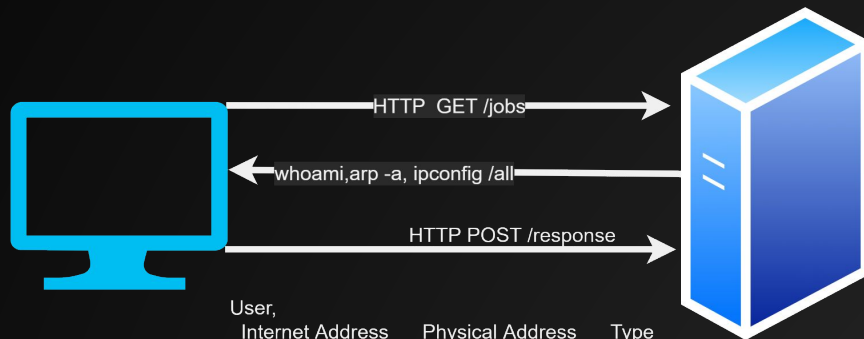 HTTP GET /jobs
whoami,arp -a, ipconfig /all
HTTP POST /response
User,
Internet Address Physical Address Type